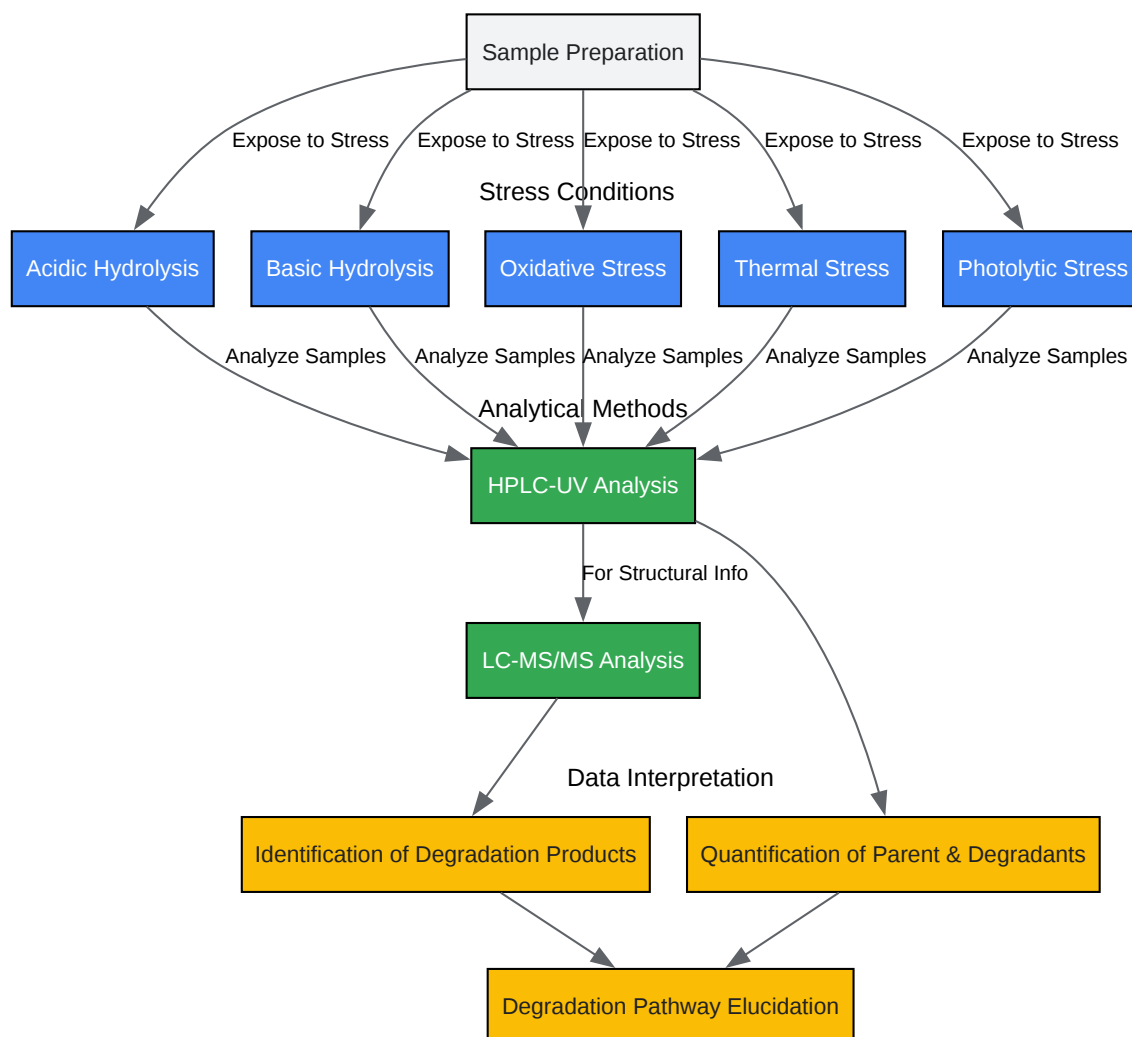 Sample Preparation
Expose to Stress
Expose to Stress
Expose to Stress
Expose to Stress
Expose to Stress
Stress Conditions
Acidic Hydrolysis
Basic Hydrolysis
Oxidative Stress
Thermal Stress
Photolytic Stress
Analyze Samples
Analyze Samples
Analyze Samples
Analyze Samples
Analyze Samples
Analytical Methods
HPLC-UV Analysis
For Structural Info
LC-MS/MS Analysis
Data Interpretation
Identification of Degradation Products
Quantification of Parent & Degradants
Degradation Pathway Elucidation